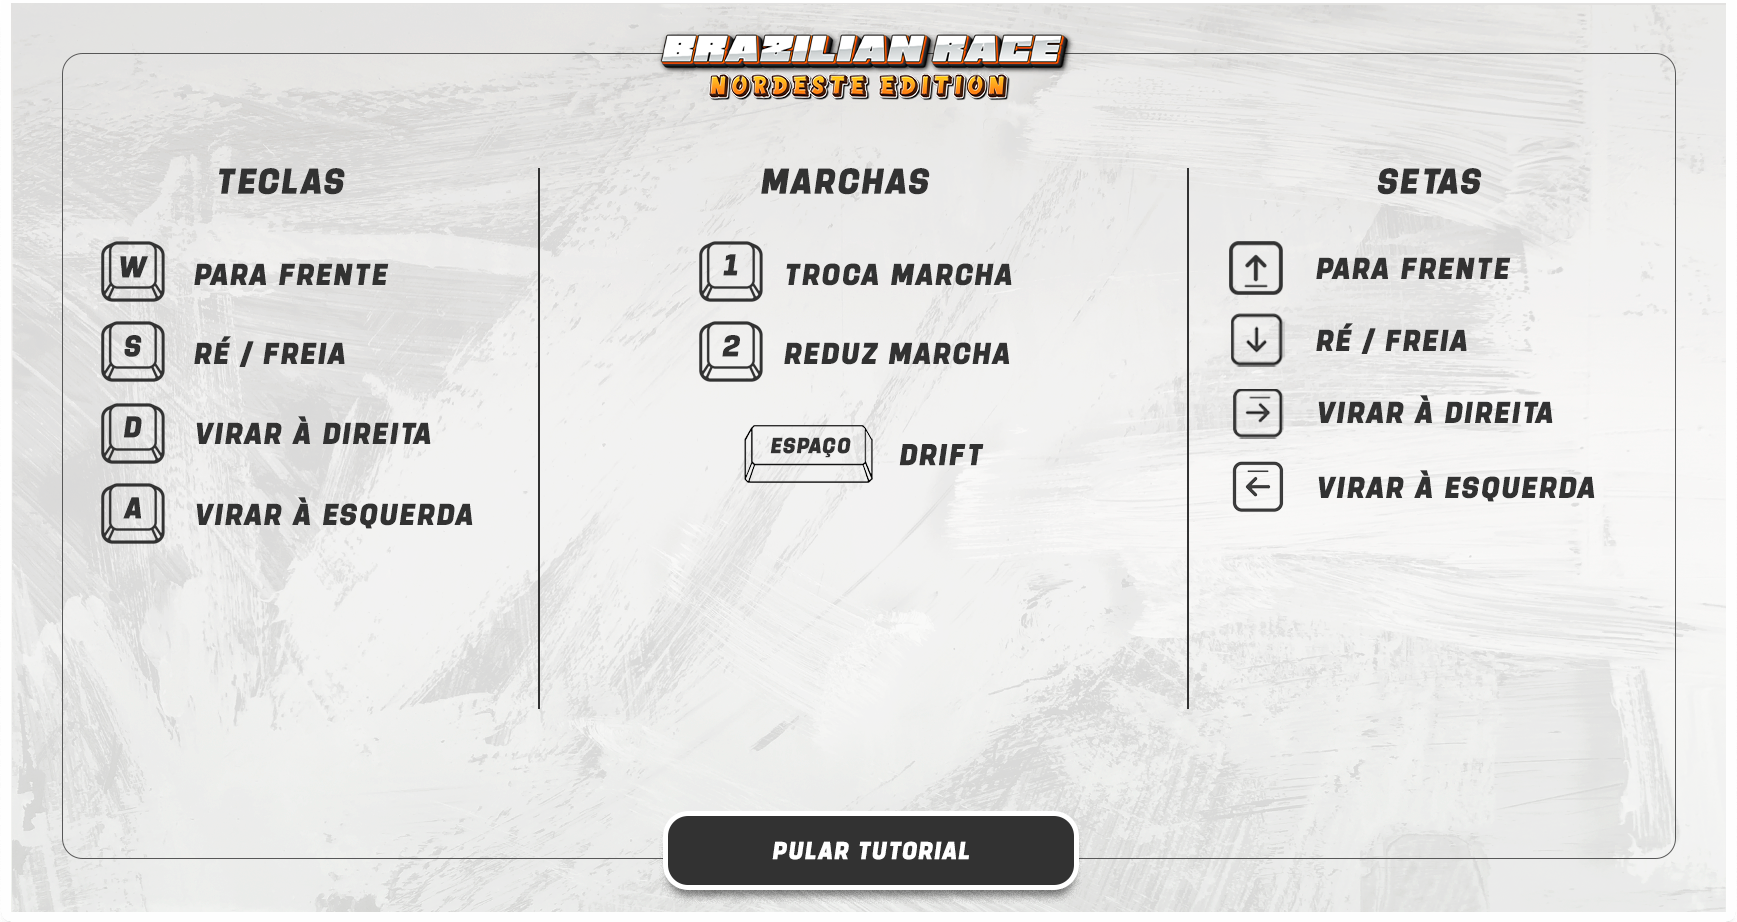 BRAZILIAN RACE
NORDESTE EDITION
TECLAS
W PARA FRENTE
S RÉ / FREIA
D VIRAR À DIREITA
A VIRAR À ESQUERDA
MARCHAS
1 TROCA MARCHA
2 REDUZ MARCHA
ESPAÇO DRIFT
SETAS
↑ PARA FRENTE
↓ RÉ / FREIA
→ VIRAR À DIREITA
← VIRAR À ESQUERDA
PULAR TUTORIAL